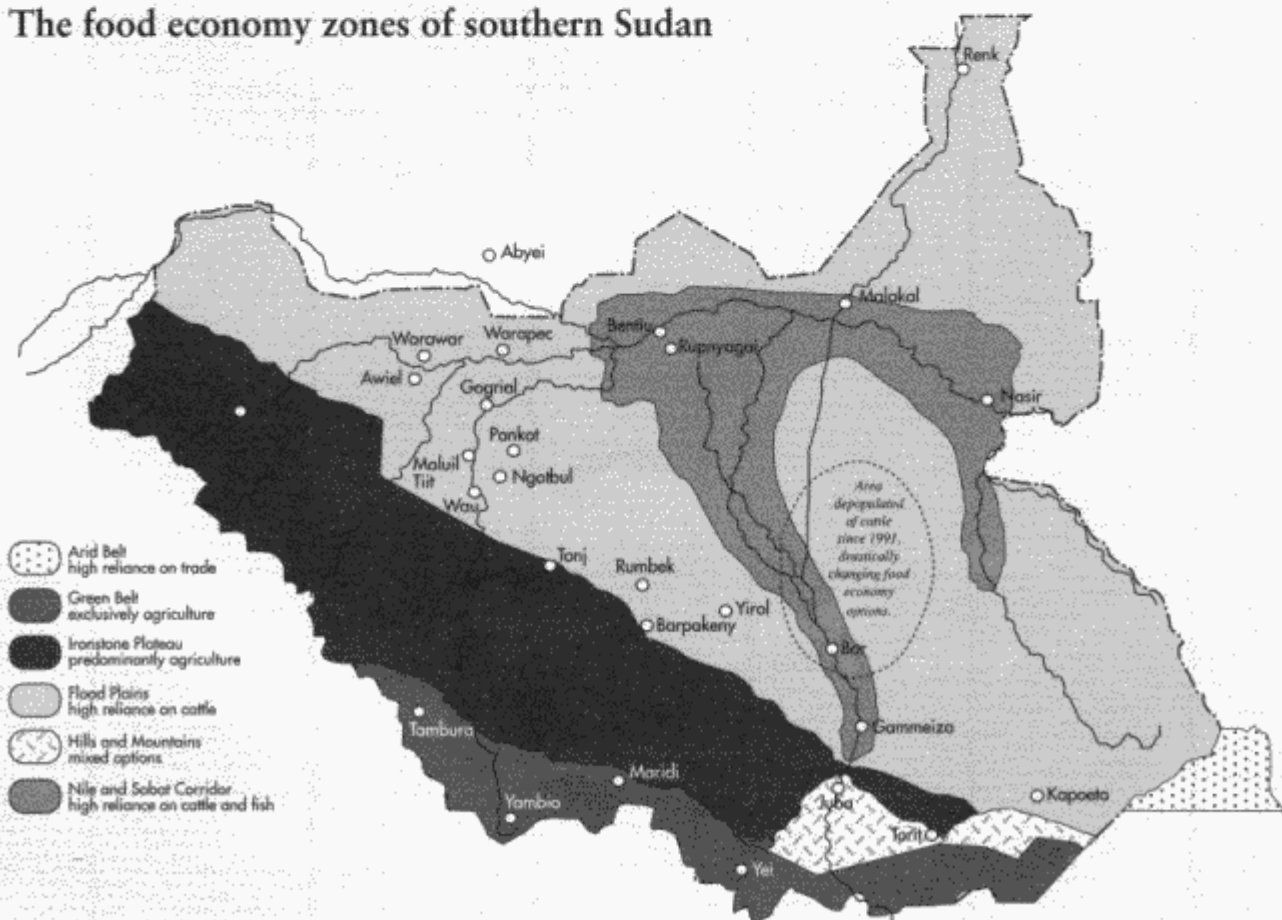 The food economy zones of southern Sudan
Renk
Abyei
Malakal
Bentiu
Rupnyagai
Warawar
Warapec
Awiel
Gogrial
Nasir
Pankot
Maluil
Tiit
Ngotbul
Wau
Area
depopulated
of cattle
since 1991,
drastically
changing food
economy
options.
Tonj
Rumbek
Yirol
Barpakeny
Bor
Gammeiza
Tambura
Maridi
Yambio
Juba
Kapoeta
Torit
Yei
Arid Belt
high reliance on trade
Green Belt
exclusively agriculture
Ironstone Plateau
predominantly agriculture
Flood Plains
high reliance on cattle
Hills and Mountains
mixed options
Nile and Sobat Corridor
high reliance on cattle and fish